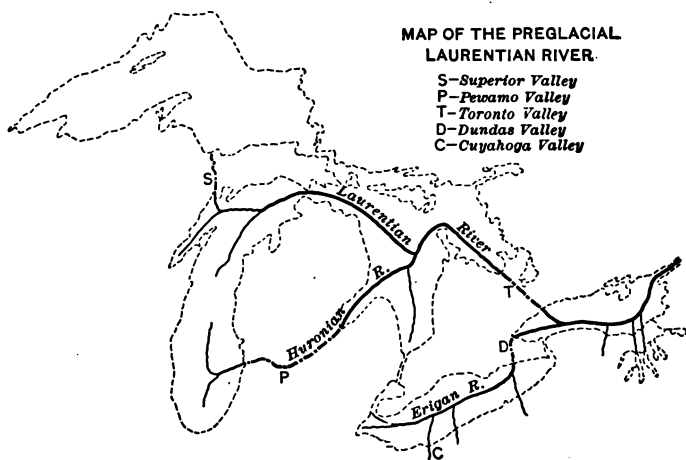 MAP OF THE PREGLACIAL
LAURENTIAN RIVER
S—Superior Valley
P—Pewamo Valley
T—Toronto Valley
D—Dundas Valley
C—Cuyahoga Valley
S
Laurentian
River
Huronian R.
T
P
D
Erigan R.
C